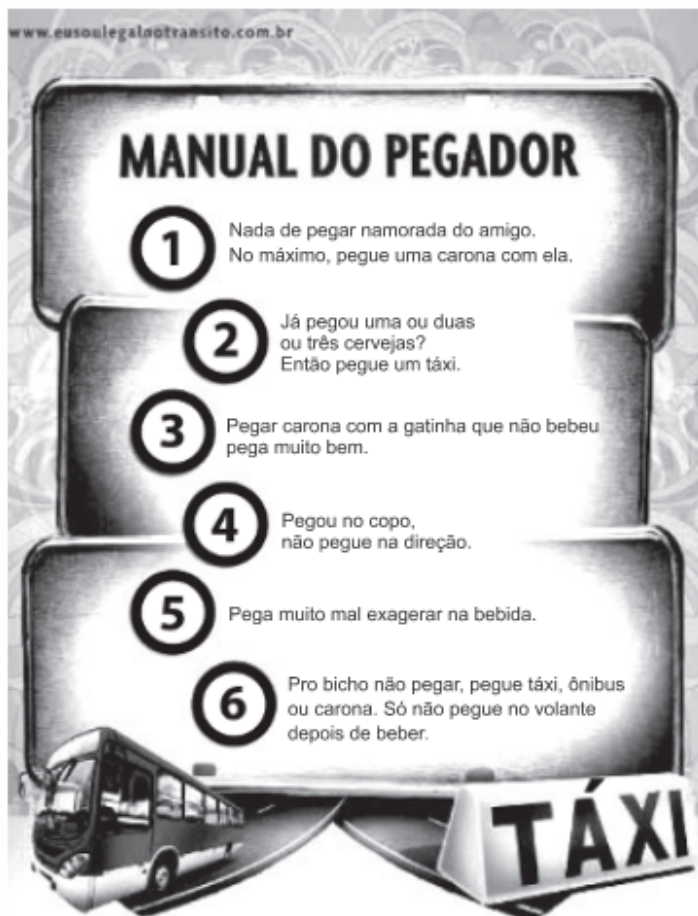 www.eusoulegalnotransito.com.br
MANUAL DO PEGADOR
1
Nada de pegar namorada do amigo.
No máximo, pegue uma carona com ela.
2
Já pegou uma ou duas
ou três cervejas?
Então pegue um táxi.
3
Pegar carona com a gatinha que não bebeu
pega muito bem.
4
Pegou no copo,
não pegue na direção.
5
Pega muito mal exagerar na bebida.
6
Pro bicho não pegar, pegue táxi, ônibus
ou carona. Só não pegue no volante
depois de beber.
TÁXI